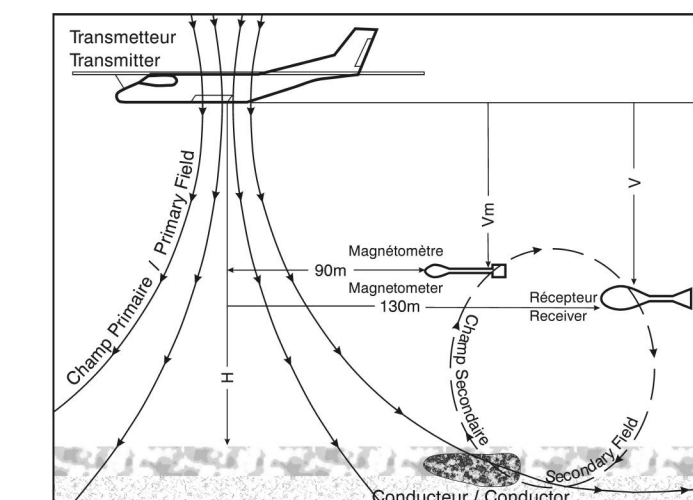 Transmetteur
Transmitter
Champ Primaire / Primary Field
Vm
V
Magnétomètre
90m
Magnetometer
130m
Récepteur
Receiver
H
Champ Secondaire
Secondary Field
Conducteur / Conductor